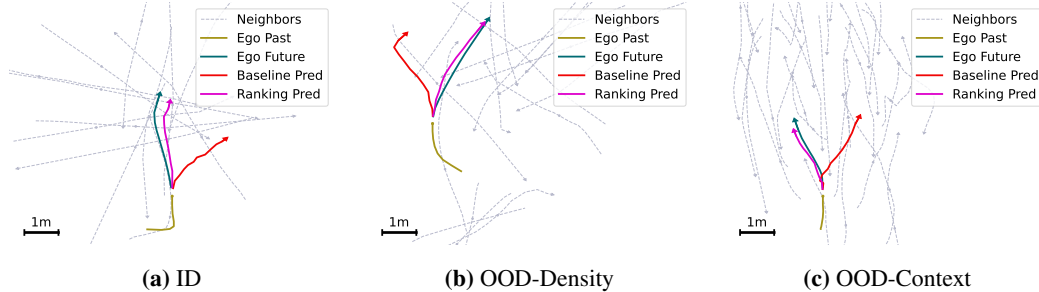 Neighbors
Ego Past
Ego Future
Baseline Pred
Ranking Pred
1m
(a) ID
Neighbors
Ego Past
Ego Future
Baseline Pred
Ranking Pred
1m
(b) OOD-Density
Neighbors
Ego Past
Ego Future
Baseline Pred
Ranking Pred
1m
(c) OOD-Context